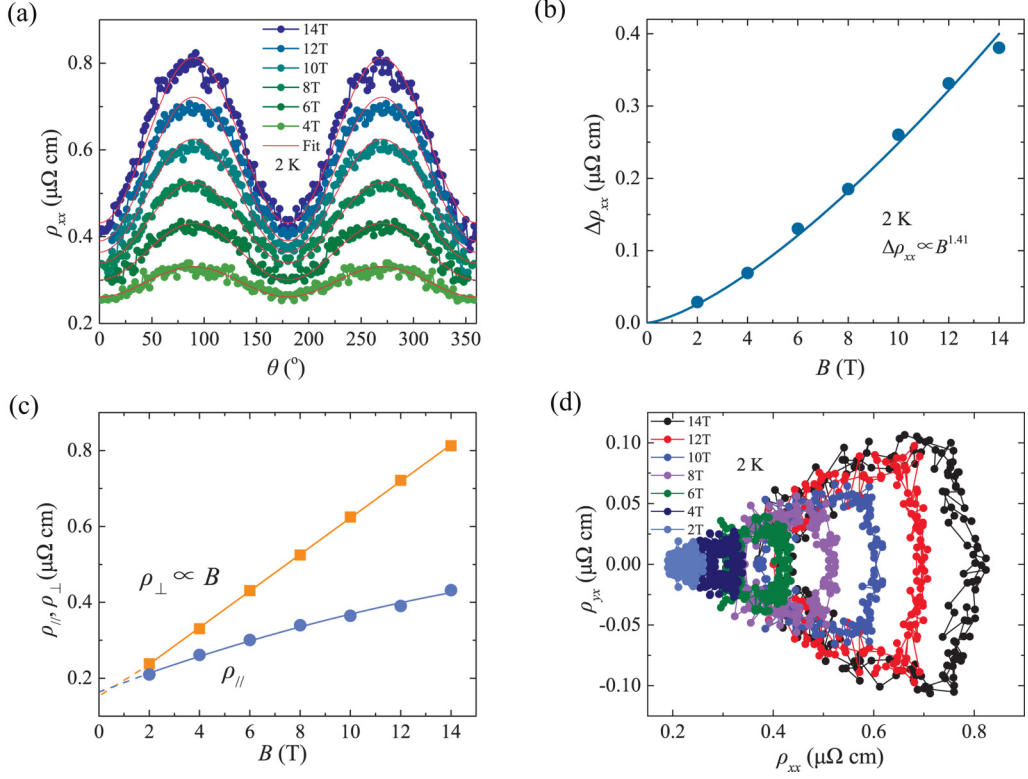 (a)
14T
12T
10T
8T
6T
4T
Fit
2 K
0.8
0.6
0.4
0.2
ρxx (μΩ cm)
0 50 100 150 200 250 300 350
θ (°)
(b)
0.4
0.3
0.2
0.1
0.0
Δρxx (μΩ cm)
2 K
Δρxx ∝ B^1.41
0 2 4 6 8 10 12 14
B (T)
(c)
0.8
0.6
0.4
0.2
ρ//, ρ⊥ (μΩ cm)
ρ⊥ ∝ B
ρ//
0 2 4 6 8 10 12 14
B (T)
(d)
14T
12T
10T
8T
6T
4T
2T
2 K
0.10
0.05
0.00
-0.05
-0.10
ρyx (μΩ cm)
0.2 0.4 0.6 0.8
ρxx (μΩ cm)